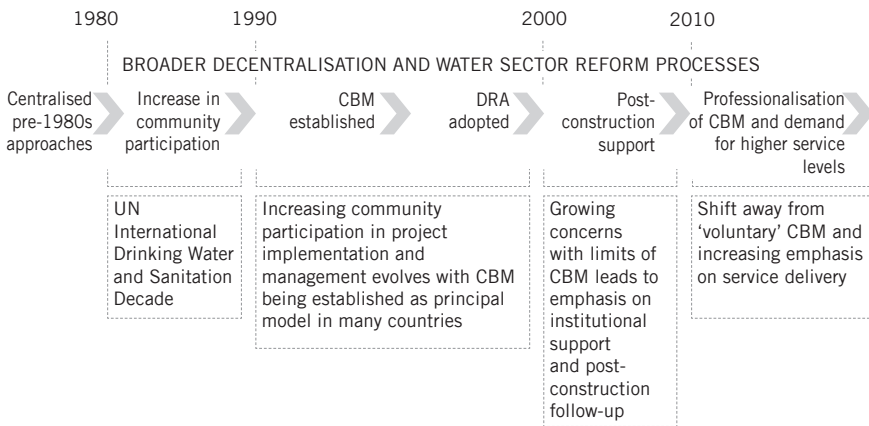 1980 1990 2000 2010
BROADER DECENTRALISATION AND WATER SECTOR REFORM PROCESSES
Centralised
pre-1980s
approaches
Increase in
community
participation
CBM
established
DRA
adopted
Post-
construction
support
Professionalisation
of CBM and demand
for higher service
levels
UN
International
Drinking Water
and Sanitation
Decade
Increasing community
participation in project
implementation and
management evolves with CBM
being established as principal
model in many countries
Growing
concerns
with limits of
CBM leads to
emphasis on
institutional
support
and post-
construction
follow-up
Shift away from
‘voluntary’ CBM and
increasing emphasis
on service delivery